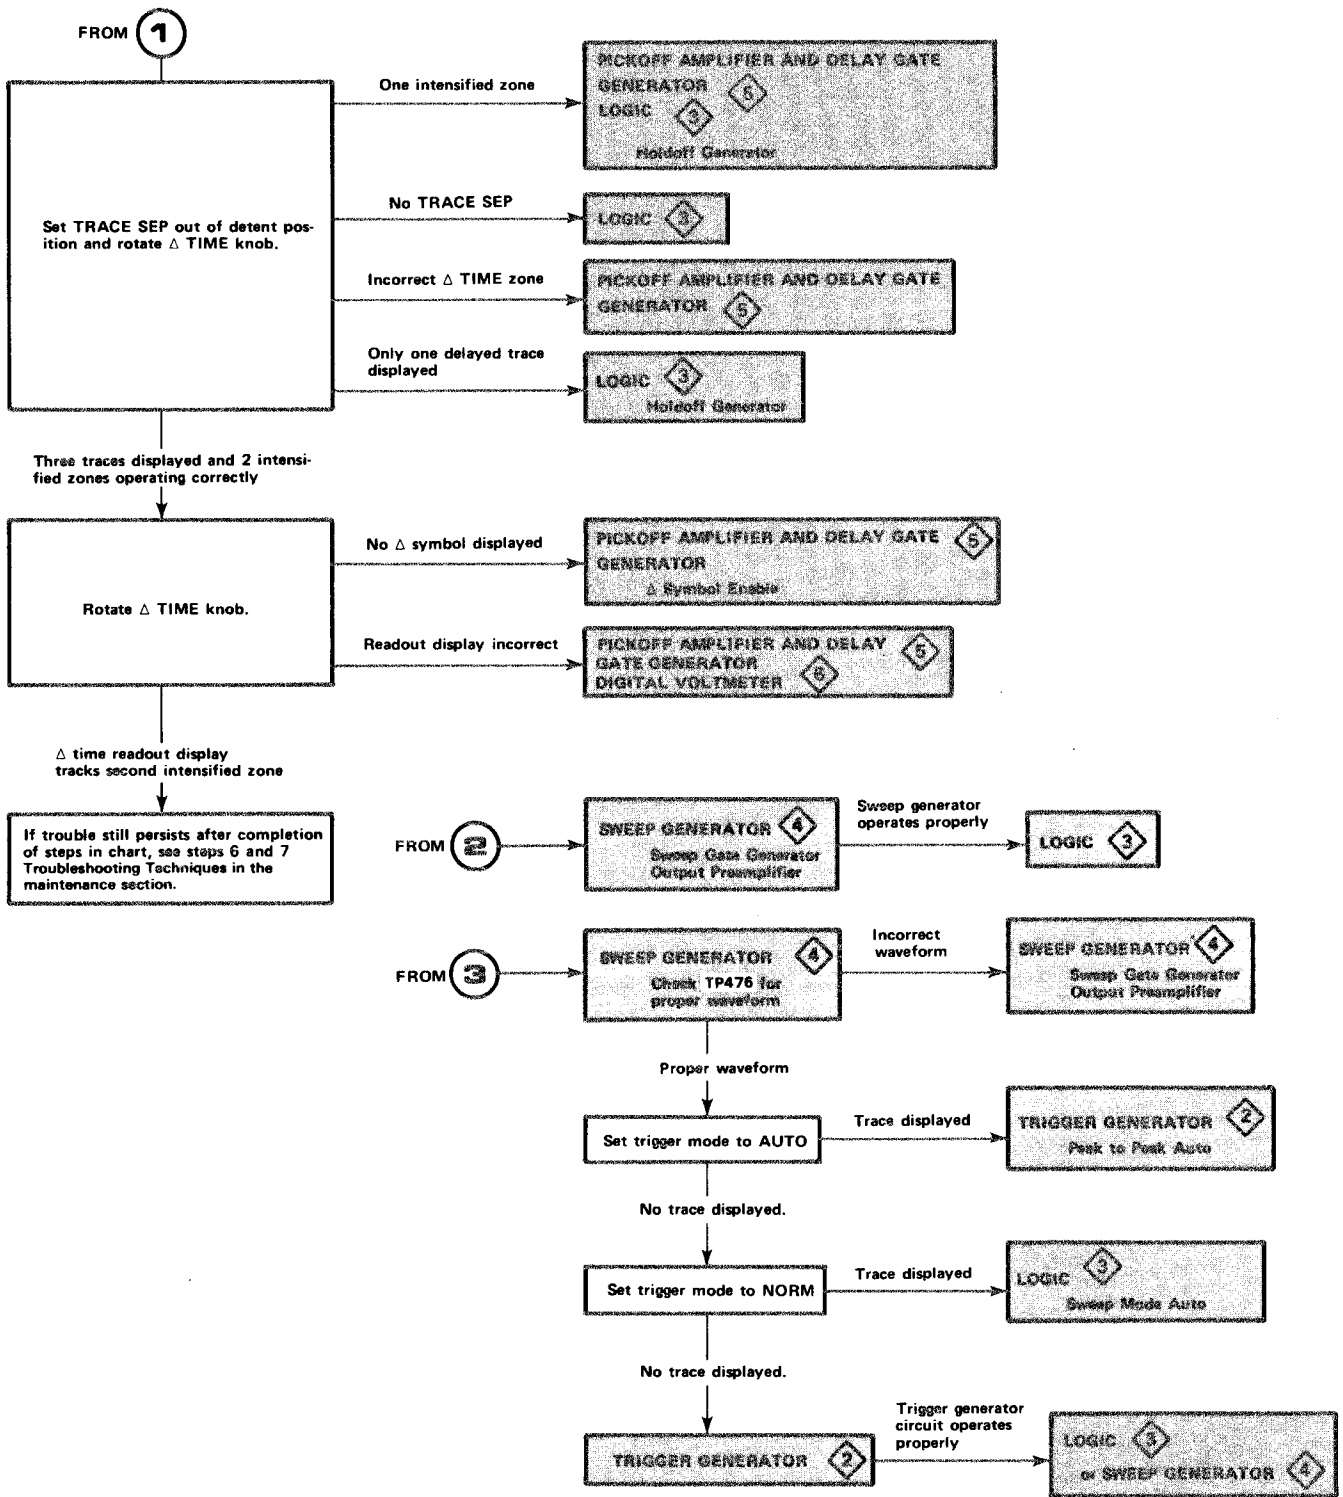 FROM 1
Set TRACE SEP out of detent pos-
ition and rotate Δ TIME knob.
One intensified zone
PICKOFF AMPLIFIER AND DELAY GATE
GENERATOR 5
LOGIC 3
Holdoff Generator
No TRACE SEP
LOGIC 3
Incorrect Δ TIME zone
PICKOFF AMPLIFIER AND DELAY GATE
GENERATOR 5
Only one delayed trace
displayed
LOGIC 3
Holdoff Generator
Three traces displayed and 2 intensi-
fied zones operating correctly
Rotate Δ TIME knob.
No Δ symbol displayed
PICKOFF AMPLIFIER AND DELAY GATE 5
GENERATOR
Δ Symbol Enable
Readout display incorrect
PICKOFF AMPLIFIER AND DELAY 5
GATE GENERATOR
DIGITAL VOLTMETER 6
Δ time readout display
tracks second intensified zone
If trouble still persists after completion
of steps in chart, see steps 6 and 7
Troubleshooting Techniques in the
maintenance section.
FROM 2
SWEEP GENERATOR 4
Sweep Gate Generator
Output Preamplifier
Sweep generator
operates properly
LOGIC 3
FROM 3
SWEEP GENERATOR 4
Check TP476 for
proper waveform
Incorrect
waveform
SWEEP GENERATOR 4
Sweep Gate Generator
Output Preamplifier
Proper waveform
Set trigger mode to AUTO
Trace displayed
TRIGGER GENERATOR 2
Peak to Peak Auto
No trace displayed.
Set trigger mode to NORM
Trace displayed
LOGIC 3
Sweep Mode Auto
No trace displayed.
TRIGGER GENERATOR 2
Trigger generator
circuit operates
properly
LOGIC 3
or SWEEP GENERATOR 4